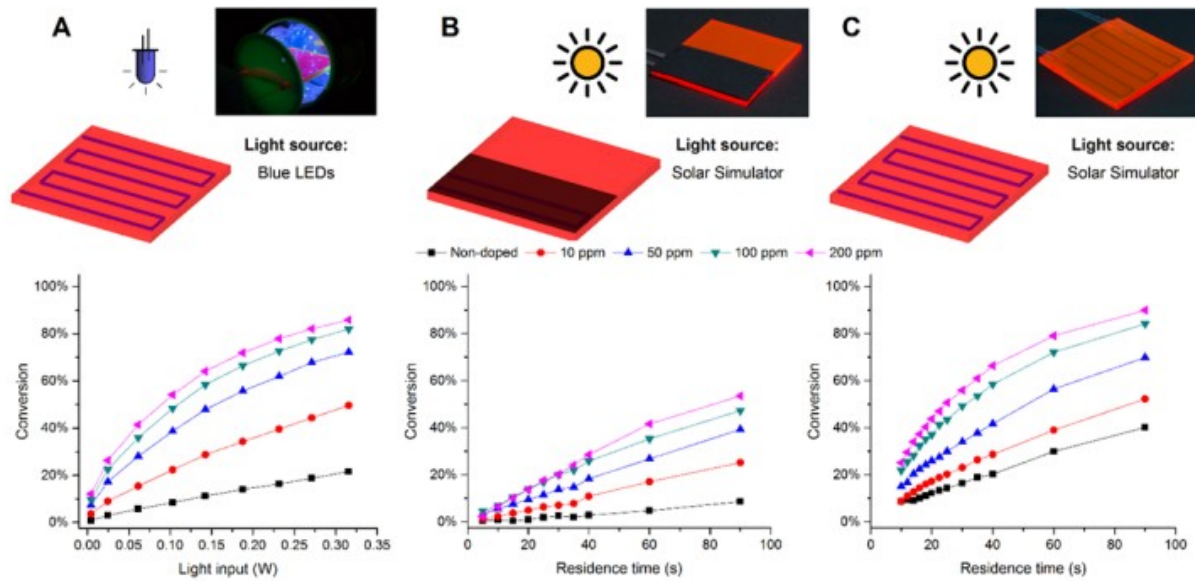 A
Light source:
Blue LEDs
B
Light source:
Solar Simulator
C
Light source:
Solar Simulator
Non-doped 10 ppm 50 ppm 100 ppm 200 ppm
100%
80%
60%
40%
20%
0%
Conversion
0.00 0.05 0.10 0.15 0.20 0.25 0.30 0.35
Light input (W)
100%
80%
60%
40%
20%
0%
Conversion
0 20 40 60 80 100
Residence time (s)
100%
80%
60%
40%
20%
0%
Conversion
0 20 40 60 80 100
Residence time (s)